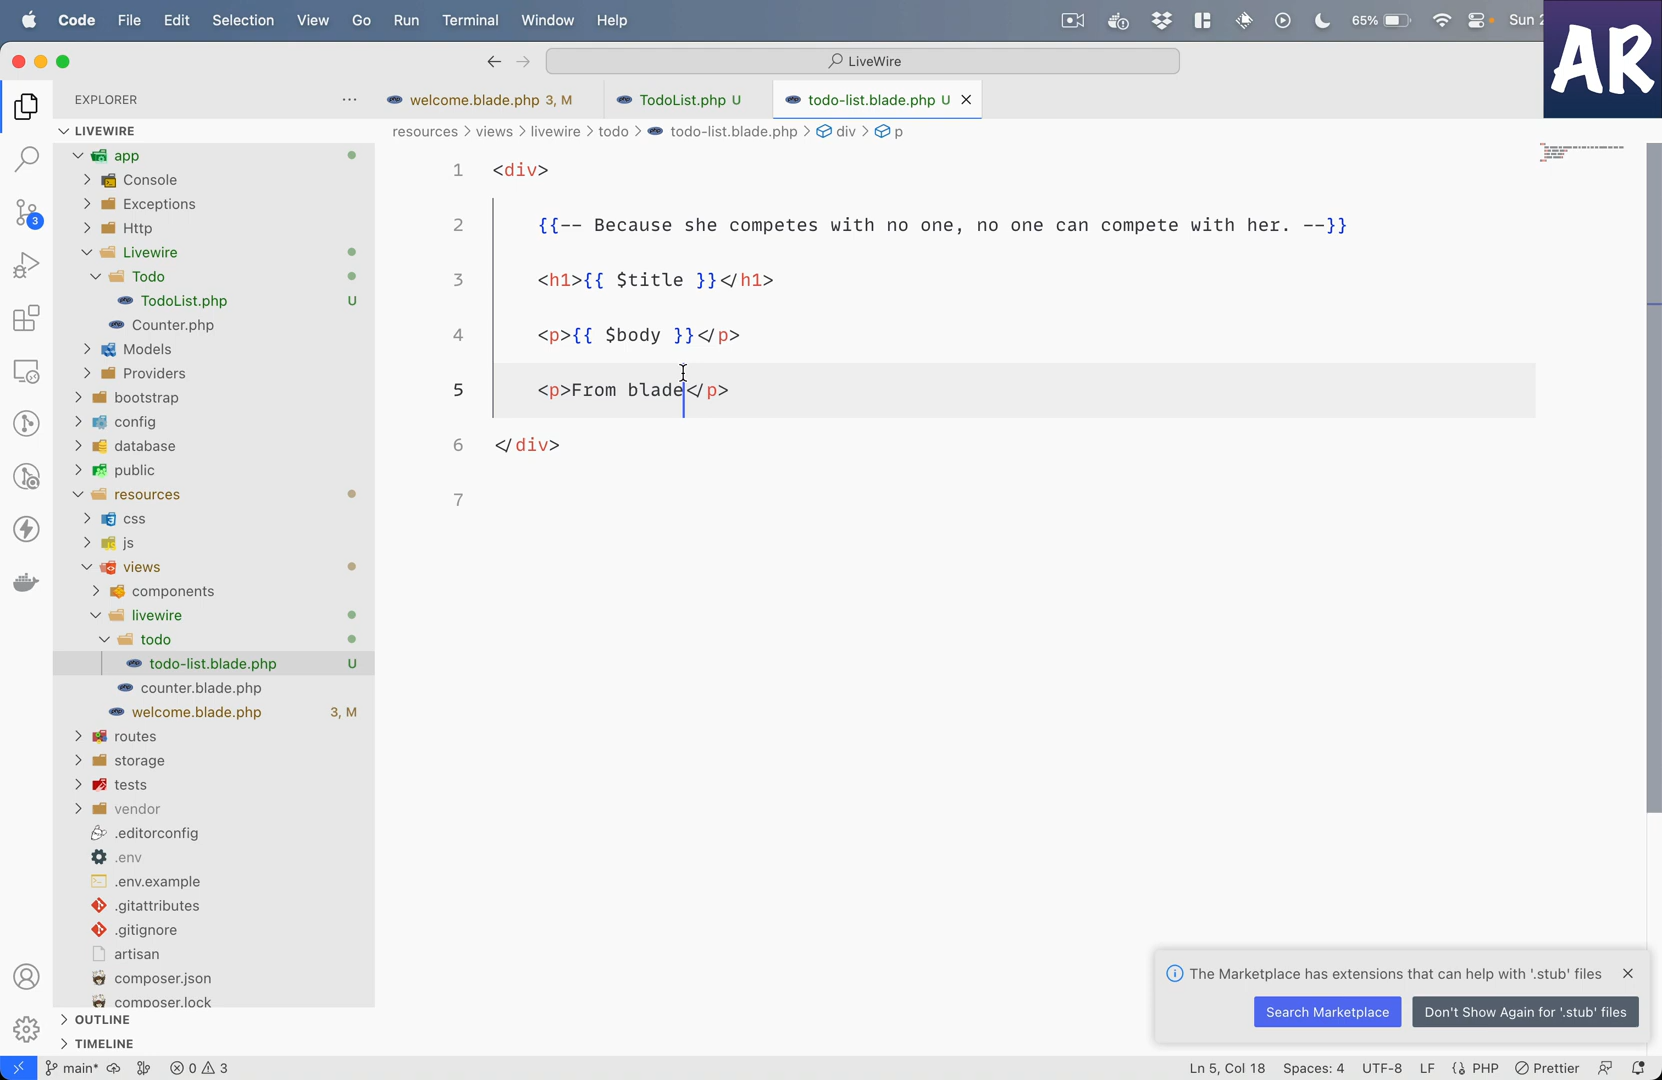 Code File Edit Selection View Go Run Terminal Window Help 65% Sun 2
AR
LiveWire
EXPLORER
welcome.blade.php 3, M
TodoList.php U
todo-list.blade.php U
resources > views > livewire > todo > todo-list.blade.php > div > p
LIVEWIRE
app
Console
Exceptions
Http
Livewire
Todo
TodoList.php U
Counter.php
Models
Providers
bootstrap
config
database
public
resources
css
js
views
components
livewire
todo
todo-list.blade.php U
counter.blade.php
welcome.blade.php 3, M
routes
storage
tests
vendor
.editorconfig
.env
.env.example
.gitattributes
.gitignore
artisan
composer.json
composer.lock
OUTLINE
TIMELINE
1 <div>
2 {{-- Because she competes with no one, no one can compete with her. --}}
3 <h1>{{ $title }}</h1>
4 <p>{{ $body }}</p>
5 <p>From blade</p>
6 </div>
7
The Marketplace has extensions that can help with '.stub' files
Search Marketplace
Don't Show Again for '.stub' files
3
main* 0 3 Ln 5, Col 18 Spaces: 4 UTF-8 LF PHP Prettier